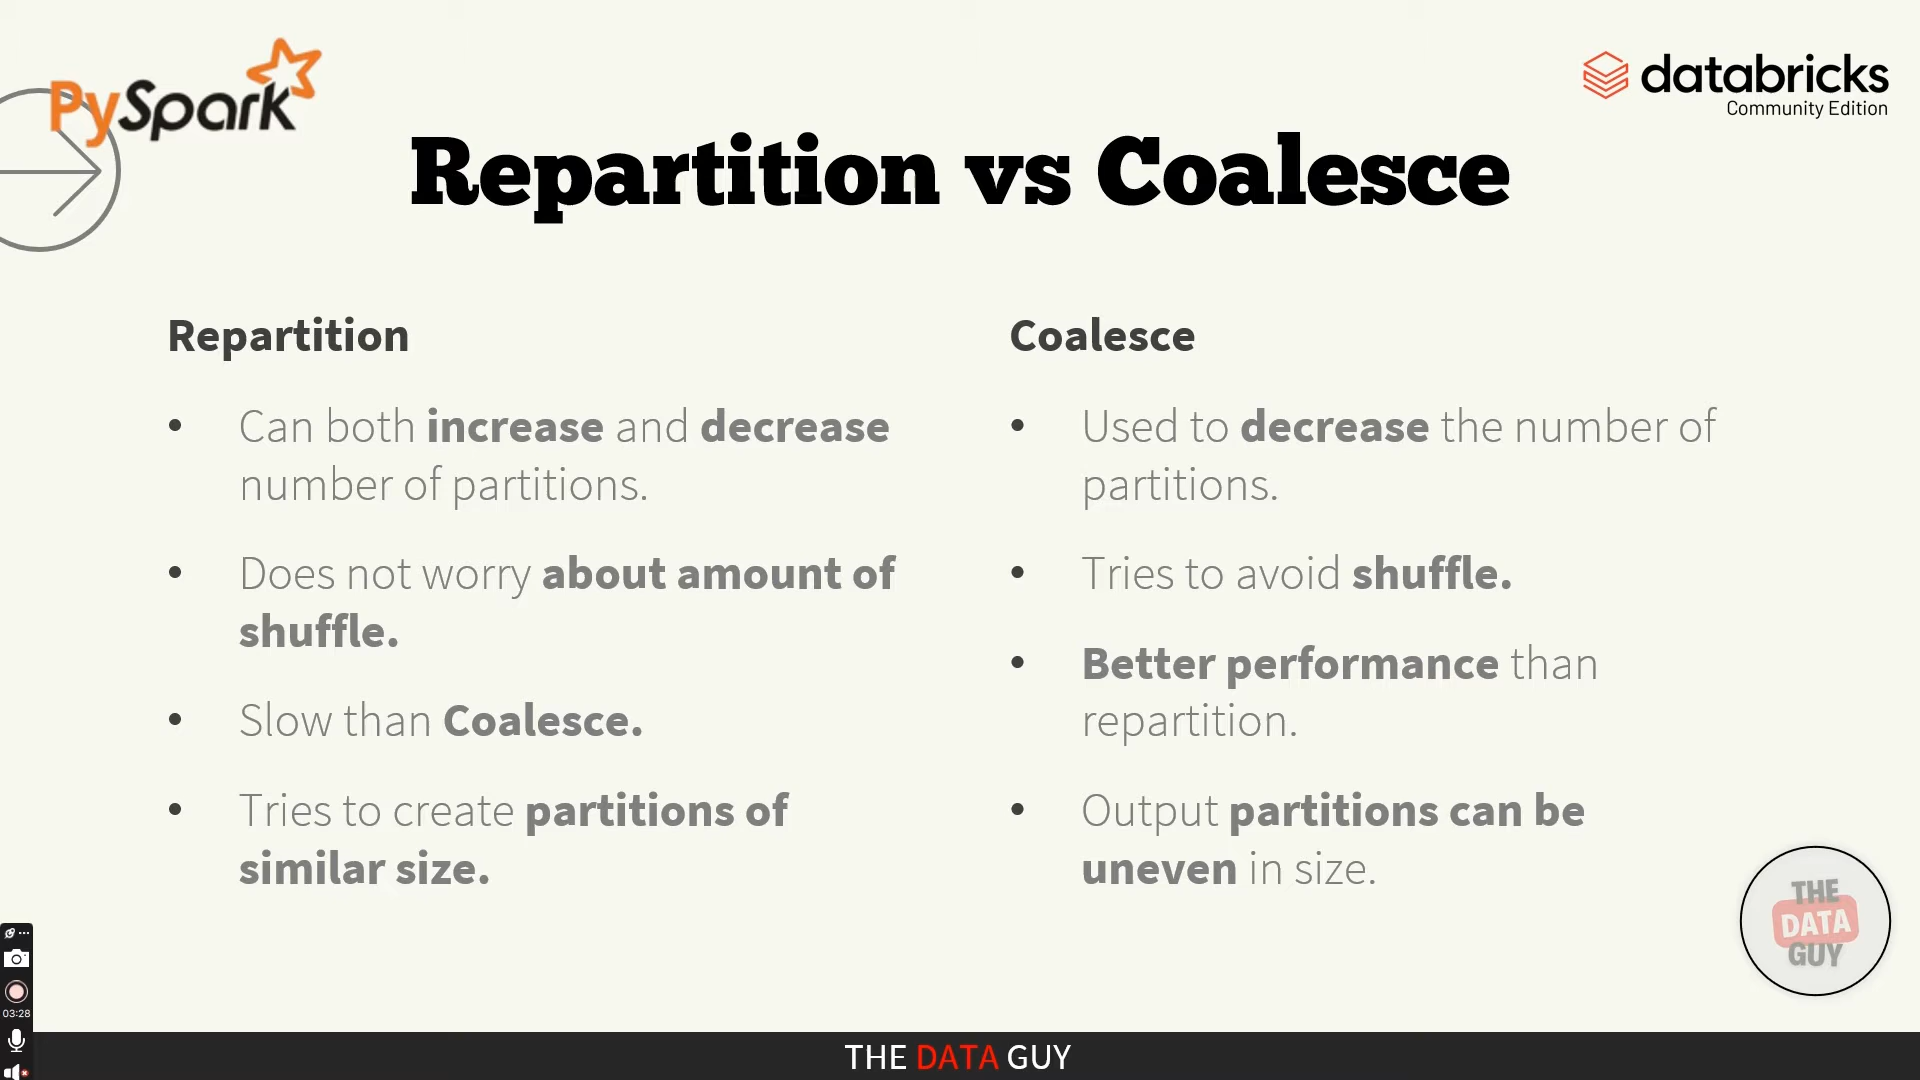 PySpark
databricks
Community Edition
Repartition vs Coalesce
Repartition
• Can both increase and decrease
number of partitions.
• Does not worry about amount of
shuffle.
• Slow than Coalesce.
• Tries to create partitions of
similar size.
Coalesce
• Used to decrease the number of
partitions.
• Tries to avoid shuffle.
• Better performance than
repartition.
• Output partitions can be
uneven in size.
THE
DATA
GUY
03:28
THE DATA GUY